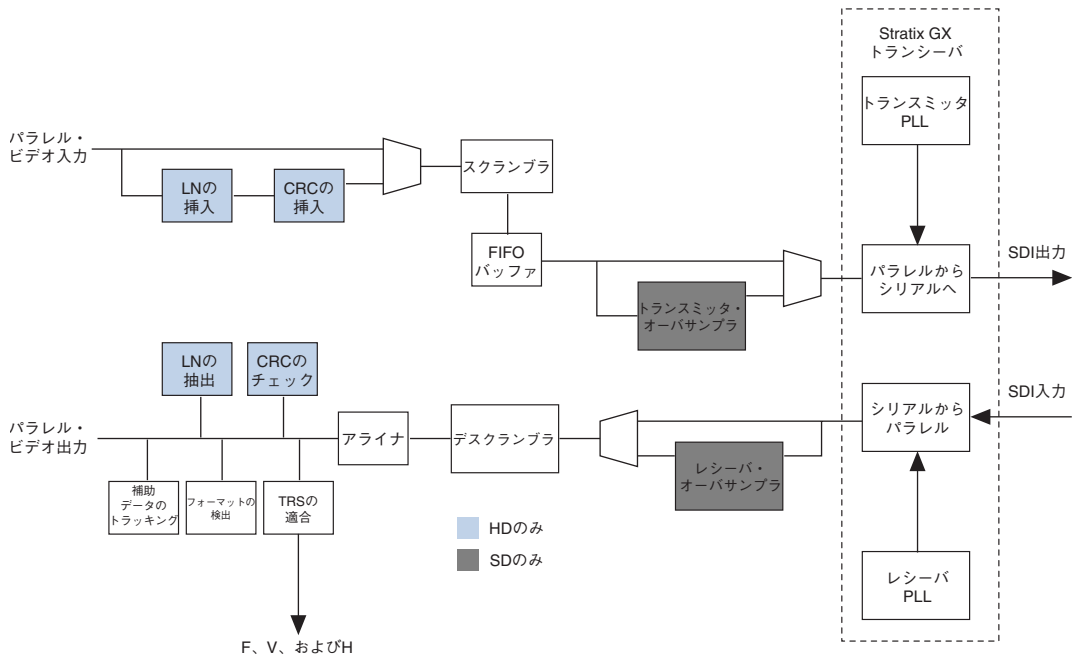 Stratix GX
トランシーバ
トランスミッタ
PLL
パラレル・
ビデオ入力
LNの
挿入
CRCの
挿入
スクランブラ
FIFO
バッファ
トランスミッタ・
オーバサンプラ
パラレルから
シリアルへ
SDI出力
LNの
抽出
CRCの
チェック
パラレル・
ビデオ出力
アライナ
デスクランブラ
レシーバ・
オーバサンプラ
シリアルから
パラレル
SDI入力
補助
データの
トラッキング
フォーマットの
検出
TRSの
適合
HDのみ
SDのみ
レシーバ
PLL
F、V、およびH